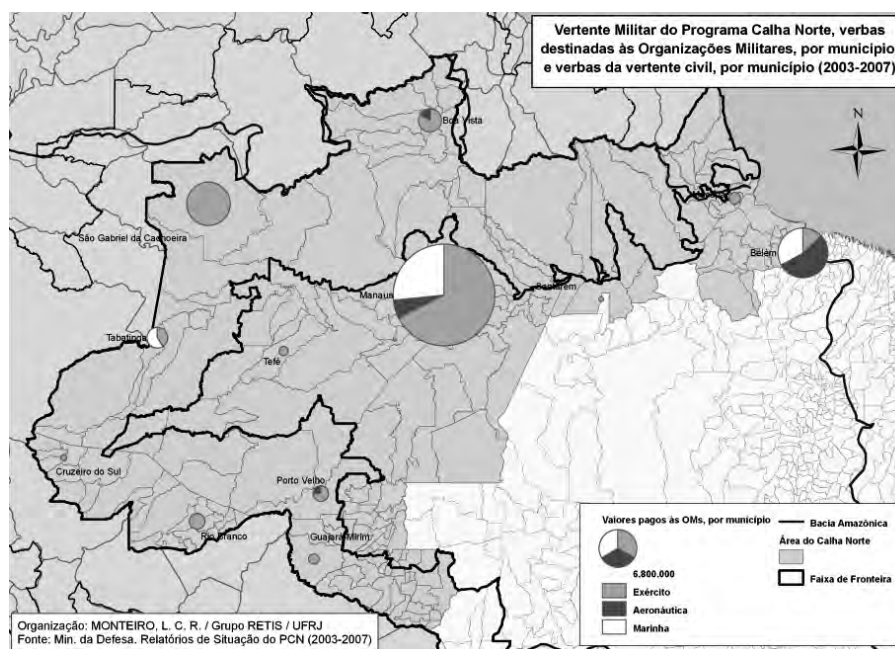 Vertente Militar do Programa Calha Norte, verbas
destinadas às Organizações Militares, por municipio
e verbas da vertente civil, por município (2003-2007)
N
Boa Vista
São Gabriel da Cachoeira
Belém
Manaus
Santarém
Tabatinga
Tefé
Cruzeiro do Sul
Porto Velho
Rio Branco
Guajará-Mirim
Valores pagos às OMs, por município
6.800.000
Exército
Aeronáutica
Marinha
Bacia Amazônica
Área do Calha Norte
Faixa de Fronteira
Organização: MONTEIRO, L. C. R. / Grupo RETIS / UFRJ
Fonte: Min. da Defesa. Relatórios de Situação do PCN (2003-2007)